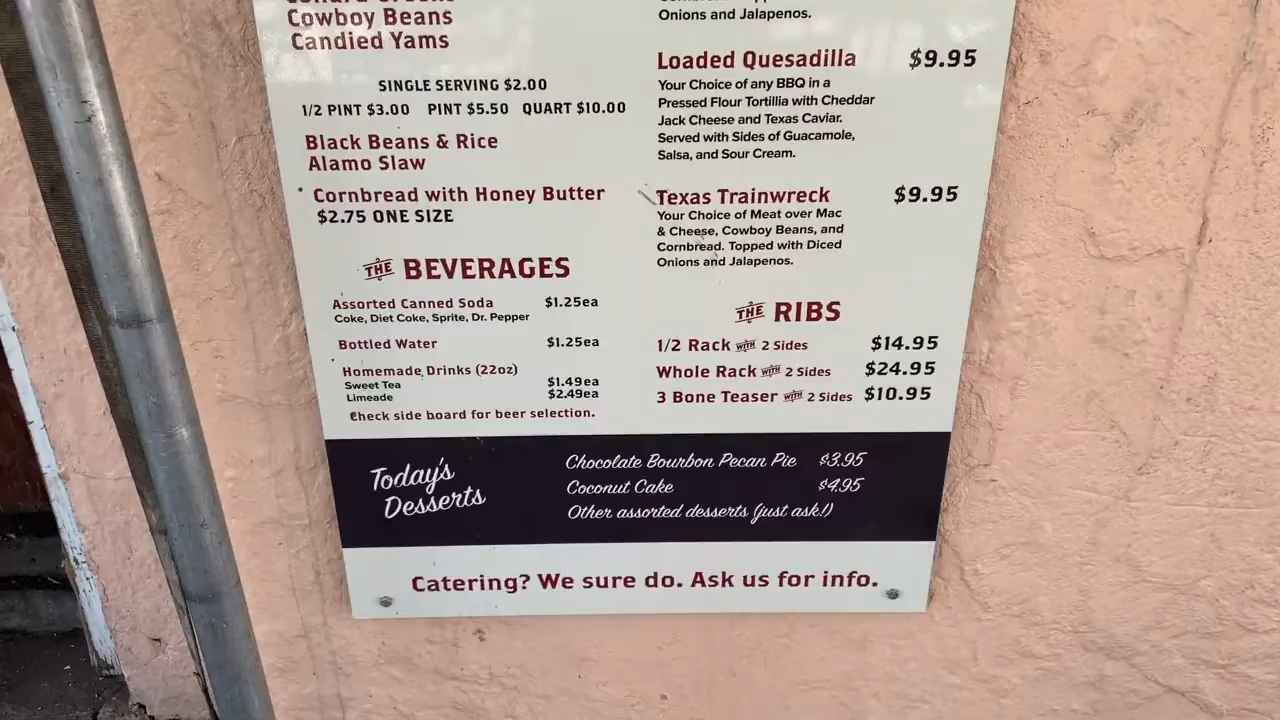 Cowboy Beans
Candied Yams
SINGLE SERVING $2.00
1/2 PINT $3.00 PINT $5.50 QUART $10.00
Black Beans & Rice
Alamo Slaw
Cornbread with Honey Butter
$2.75 ONE SIZE
THE BEVERAGES
Assorted Canned Soda $1.25ea
Coke, Diet Coke, Sprite, Dr. Pepper
Bottled Water $1.25ea
Homemade Drinks (22oz)
Sweet Tea $1.49ea
Limeade $2.49ea
Check side board for beer selection.
Onions and Jalapenos.
Loaded Quesadilla $9.95
Your Choice of any BBQ in a
Pressed Flour Tortillia with Cheddar
Jack Cheese and Texas Caviar.
Served with Sides of Guacamole,
Salsa, and Sour Cream.
Texas Trainwreck $9.95
Your Choice of Meat over Mac
& Cheese, Cowboy Beans, and
Cornbread. Topped with Diced
Onions and Jalapenos.
THE RIBS
1/2 Rack WITH 2 Sides $14.95
Whole Rack WITH 2 Sides $24.95
3 Bone Teaser WITH 2 Sides $10.95
Today's
Desserts
Chocolate Bourbon Pecan Pie $3.95
Coconut Cake $4.95
Other assorted desserts (just ask!)
Catering? We sure do. Ask us for info.